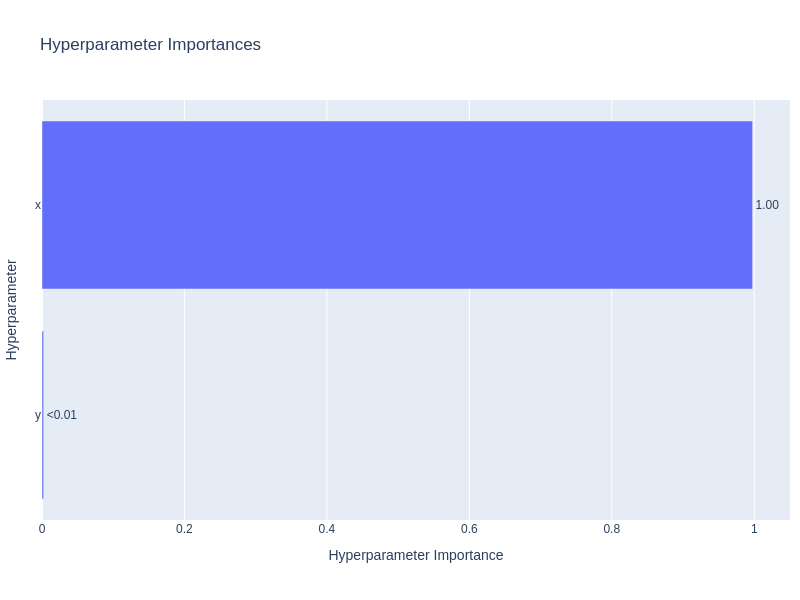 Hyperparameter Importances
Hyperparameter
x
1.00
y
<0.01
0
0.2
0.4
0.6
0.8
1
Hyperparameter Importance